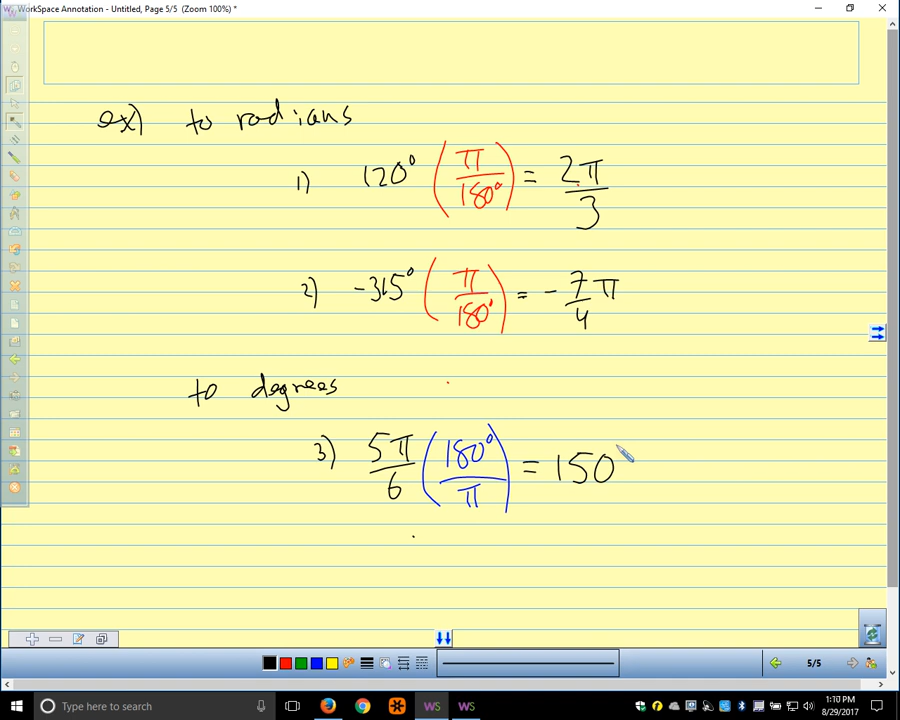 WorkSpace Annotation - Untitled, Page 5/5 (Zoom 100%) *
ex) to radians
1) 120° (π/180°) = 2π/3
2) -315° (π/180°) = -7/4 π
to degrees
3) 5π/6 (180°/π) = 150
5/5
Type here to search
WS WS
1:10 PM
8/29/2017